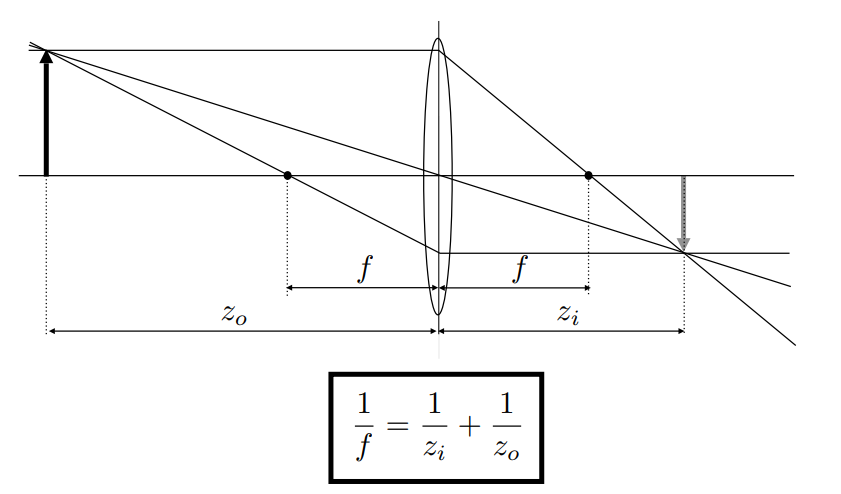 f f
z_o z_i
1/f = 1/z_i + 1/z_o